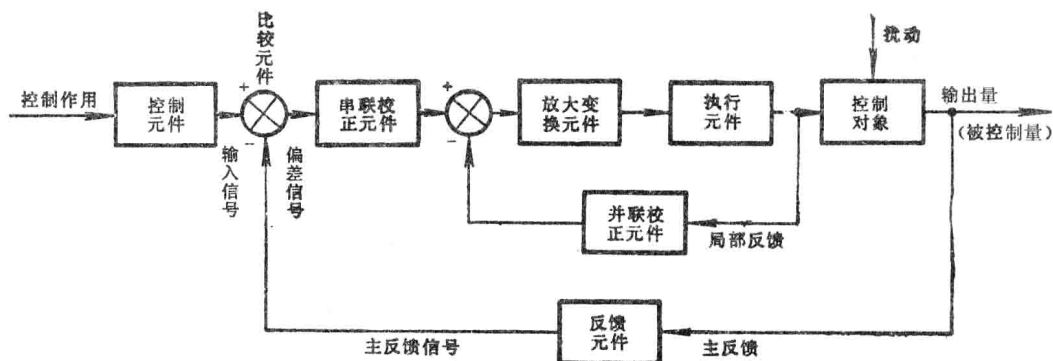 比较元件
扰动
控制作用
控制
元件
+
串联校
正元件
+
放大变
换元件
执行
元件
控制
对象
输出量
(被控制量)
-
输入信号
偏差信号
-
并联校
正元件
局部反馈
反馈
元件
主反馈信号
主反馈